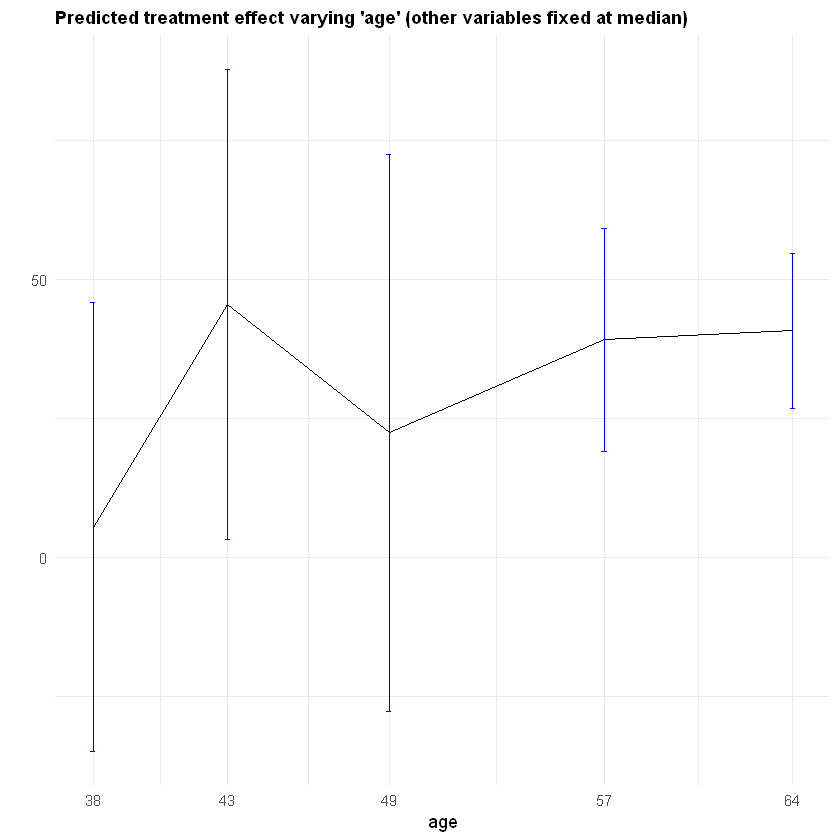 Predicted treatment effect varying 'age' (other variables fixed at median)
50
0
38 43 49 57 64
age